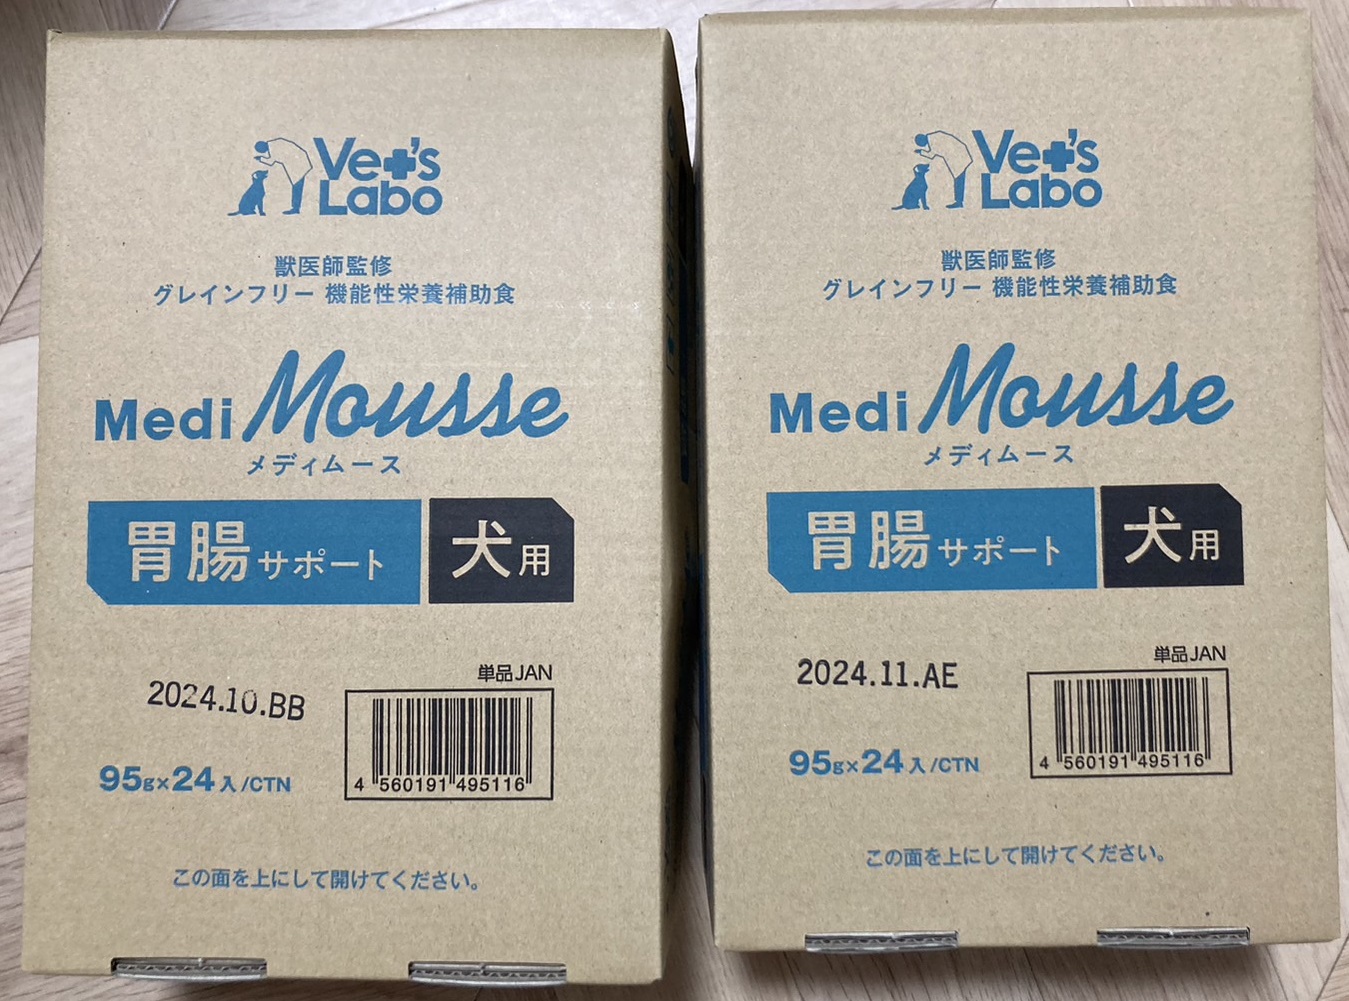 Vet's
Labo
獣医師監修
グレインフリー 機能性栄養補助食
Medi Mousse
メディムース
胃腸サポート 犬用
単品JAN
2024.10.BB
4 560191 495116
95g×24入/CTN
この面を上にして開けてください。
Vet's
Labo
獣医師監修
グレインフリー 機能性栄養補助食
Medi Mousse
メディムース
胃腸サポート 犬用
単品JAN
2024.11.AE
4 560191 495116
95g×24入/CTN
この面を上にして開けてください。